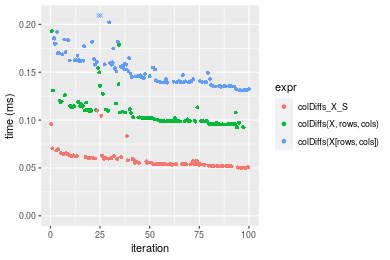 0.20
0.15
0.10
0.05
0.00
time (ms)
0
25
50
75
100
iteration
expr
colDiffs_X_S
colDiffs(X, rows, cols)
colDiffs(X[rows, cols])